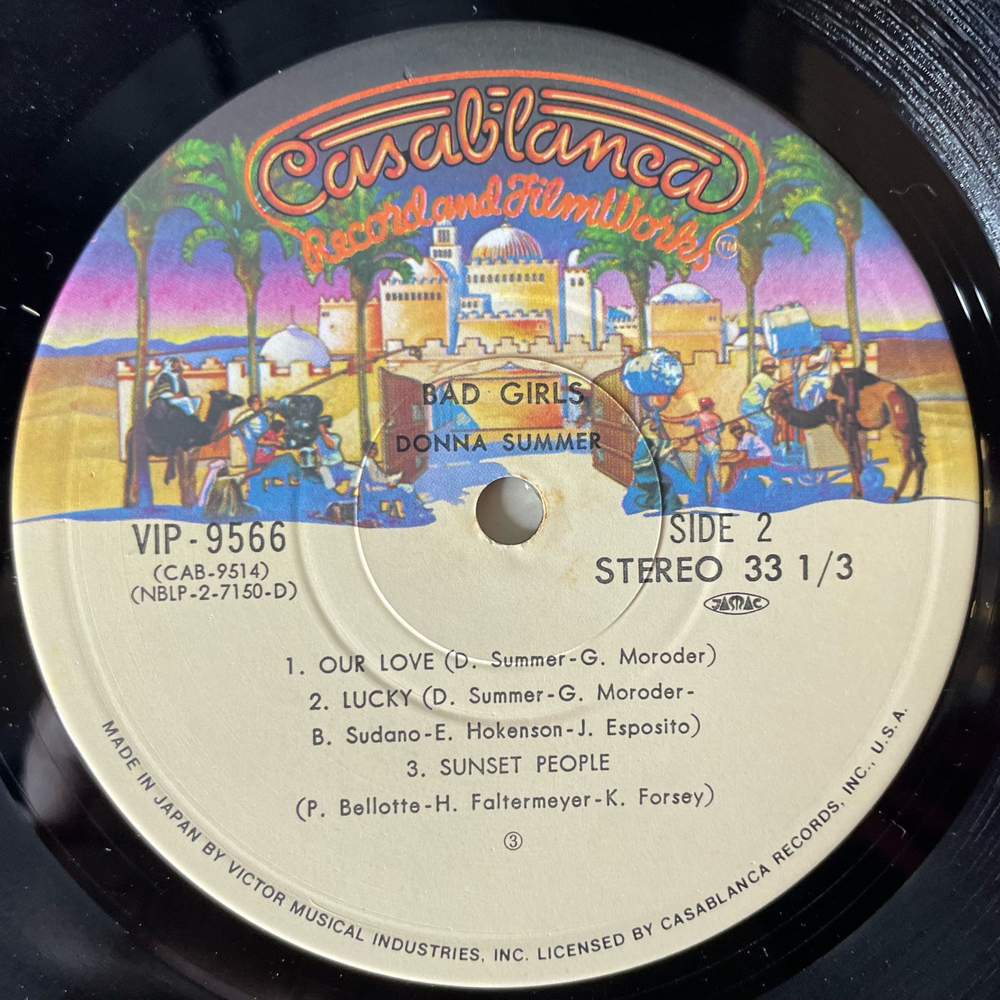 Casablanca
Record and FilmWorks TM
BAD GIRLS
DONNA SUMMER
VIP-9566
(CAB-9514)
(NBLP-2-7150-D)
SIDE 2
STEREO 33 1/3
JASRAC
1. OUR LOVE (D. Summer-G. Moroder)
2. LUCKY (D. Summer-G. Moroder-
B. Sudano-E. Hokenson-J. Esposito)
3. SUNSET PEOPLE
(P. Bellotte-H. Faltermeyer-K. Forsey)
③
MADE IN JAPAN BY VICTOR MUSICAL INDUSTRIES, INC. LICENSED BY CASABLANCA RECORDS, INC., U.S.A.